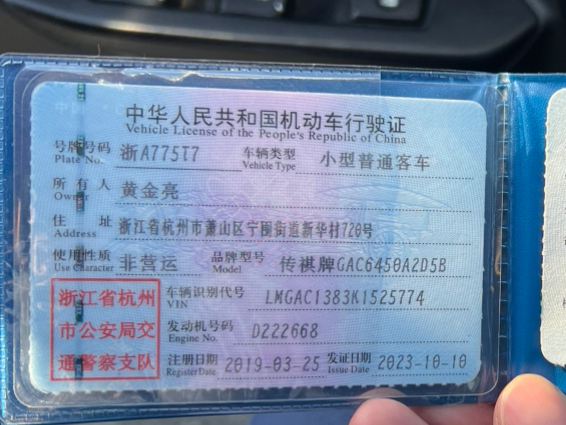 中华人民共和国机动车行驶证
Vehicle License of the People's Republic of China
号牌号码 浙A775T7 车辆类型 小型普通客车
Plate No. Vehicle Type
所有人 黄金亮
Owner
住址 浙江省杭州市萧山区宁围街道新华村720号
Address
使用性质 非营运 品牌型号 传祺牌GAC6450A2D5B
Use Character Model
浙江省杭州
市公安局交
通警察支队
车辆识别代号 LMGAC1383K1525774
VIN
发动机号码 D222668
Engine No.
注册日期 2019-03-25 发证日期 2023-10-10
Register Date Issue Date